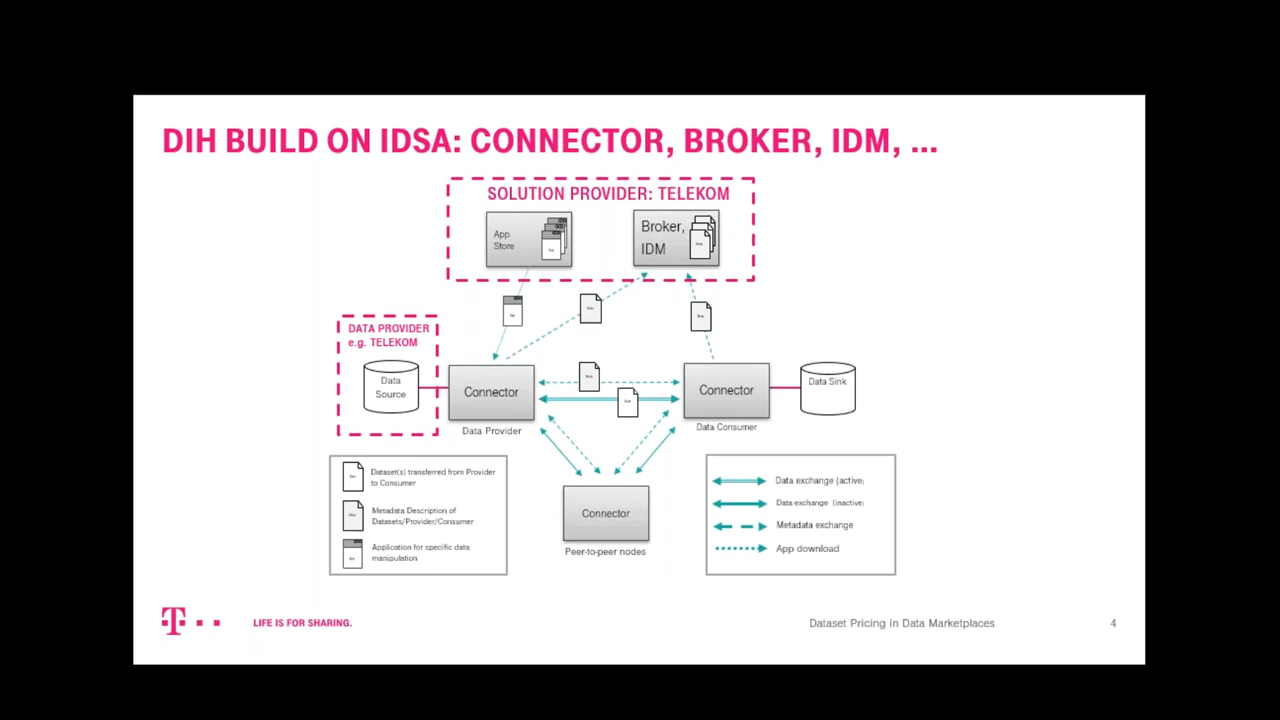 DIH BUILD ON IDSA: CONNECTOR, BROKER, IDM, ...
SOLUTION PROVIDER: TELEKOM
App
Store
Broker,
IDM
DATA PROVIDER
e.g. TELEKOM
Data
Source
Connector
Data Provider
Connector
Data Consumer
Data Sink
Connector
Peer-to-peer nodes
Dataset(s) transferred from Provider
to Consumer
Metadata Description of
Datasets/Provider/Consumer
Application for specific data
manipulation
Data exchange (active)
Data exchange (inactive)
Metadata exchange
App download
T
LIFE IS FOR SHARING.
Dataset Pricing in Data Marketplaces
4